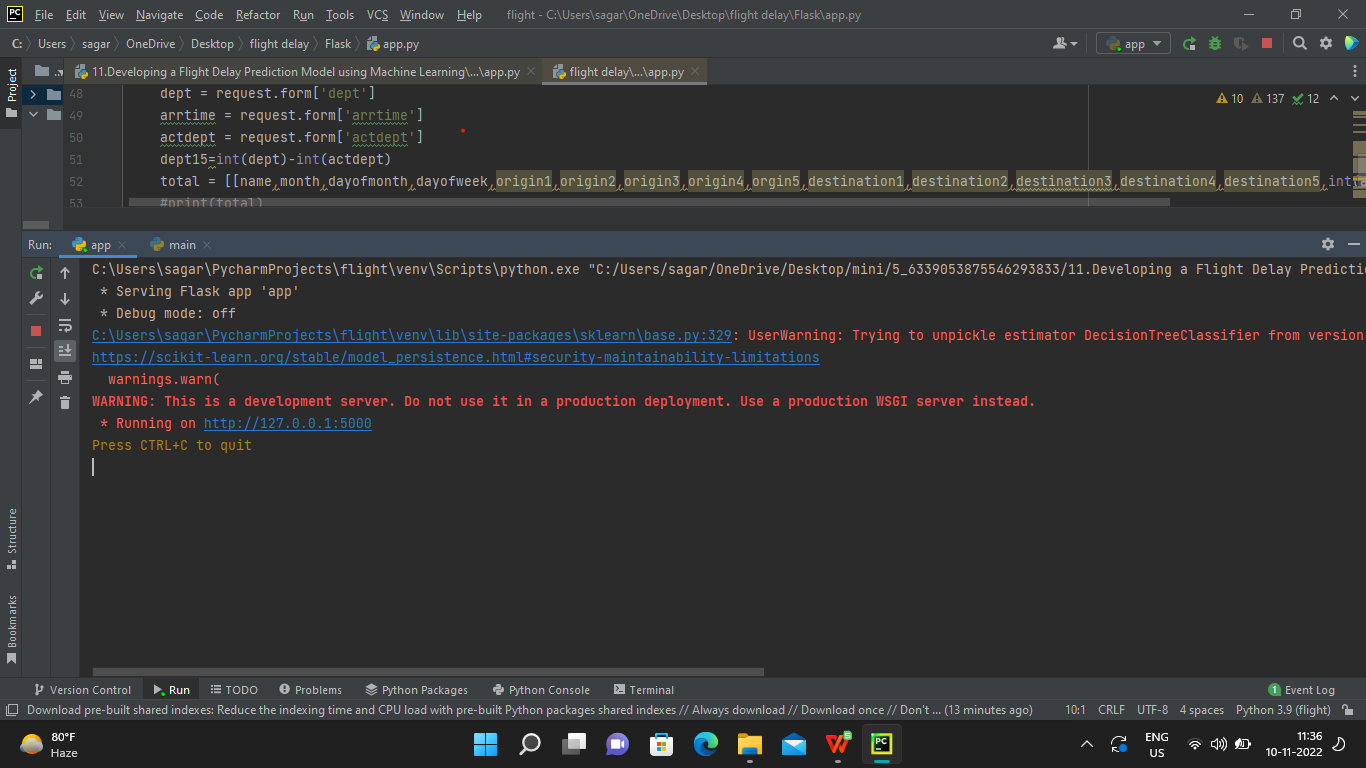 PC File Edit View Navigate Code Refactor Run Tools VCS Window Help flight - C:\Users\sagar\OneDrive\Desktop\flight delay\Flask\app.py
C: Users sagar OneDrive Desktop flight delay Flask app.py app
Project
.. 11.Developing a Flight Delay Prediction Model using Machine Learning\...\app.py flight delay\...\app.py
48 dept = request.form['dept'] 10 137 12
49 arrtime = request.form['arrtime']
50 actdept = request.form['actdept']
51 dept15=int(dept)-int(actdept)
52 total = [[name,month,dayofmonth,dayofweek,origin1,origin2,origin3,origin4,orgin5,destination1,destination2,destination3,destination4,destination5,int(a
53 #print(total)
Run: app main
C:\Users\sagar\PycharmProjects\flight\venv\Scripts\python.exe "C:/Users/sagar/OneDrive/Desktop/mini/5_6339053875546293833/11.Developing a Flight Delay Predictio
* Serving Flask app 'app'
* Debug mode: off
C:\Users\sagar\PycharmProjects\flight\venv\lib\site-packages\sklearn\base.py:329: UserWarning: Trying to unpickle estimator DecisionTreeClassifier from version
https://scikit-learn.org/stable/model_persistence.html#security-maintainability-limitations
warnings.warn(
WARNING: This is a development server. Do not use it in a production deployment. Use a production WSGI server instead.
* Running on http://127.0.0.1:5000
Press CTRL+C to quit
Structure
Bookmarks
Version Control Run TODO Problems Python Packages Python Console Terminal 1 Event Log
Download pre-built shared indexes: Reduce the indexing time and CPU load with pre-built Python packages shared indexes // Always download // Download once // Don't ... (13 minutes ago) 10:1 CRLF UTF-8 4 spaces Python 3.9 (flight)
80°F
Haze
W S
PC
ENG
US
11:36
10-11-2022